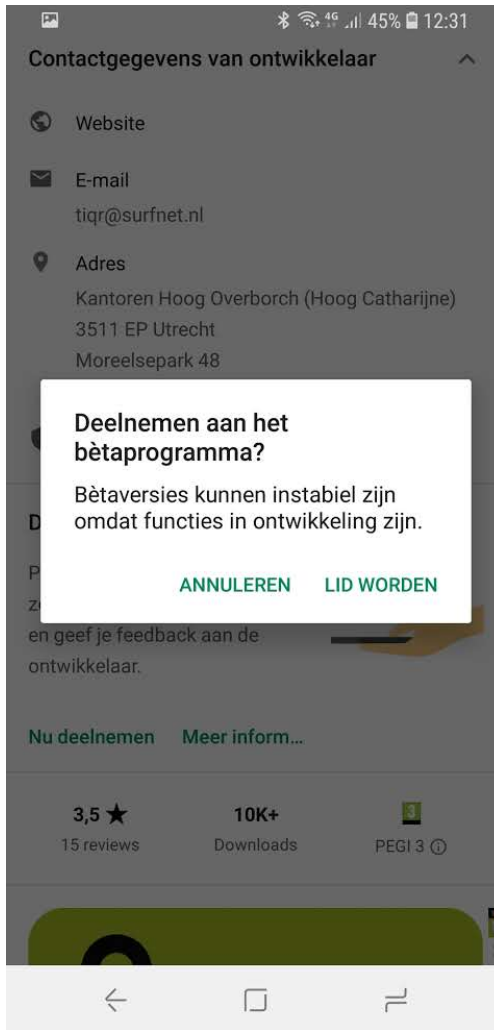 4G 45% 12:31
Contactgegevens van ontwikkelaar
Website
E-mail
tiqr@surfnet.nl
Adres
Kantoren Hoog Overborch (Hoog Catharijne)
3511 EP Utrecht
Moreelsepark 48
Deelnemen aan het
bètaprogramma?
Bètaversies kunnen instabiel zijn
omdat functies in ontwikkeling zijn.
ANNULEREN LID WORDEN
en geef je feedback aan de
ontwikkelaar.
Nu deelnemen Meer inform...
3,5 ★ 10K+ 3
15 reviews Downloads PEGI 3